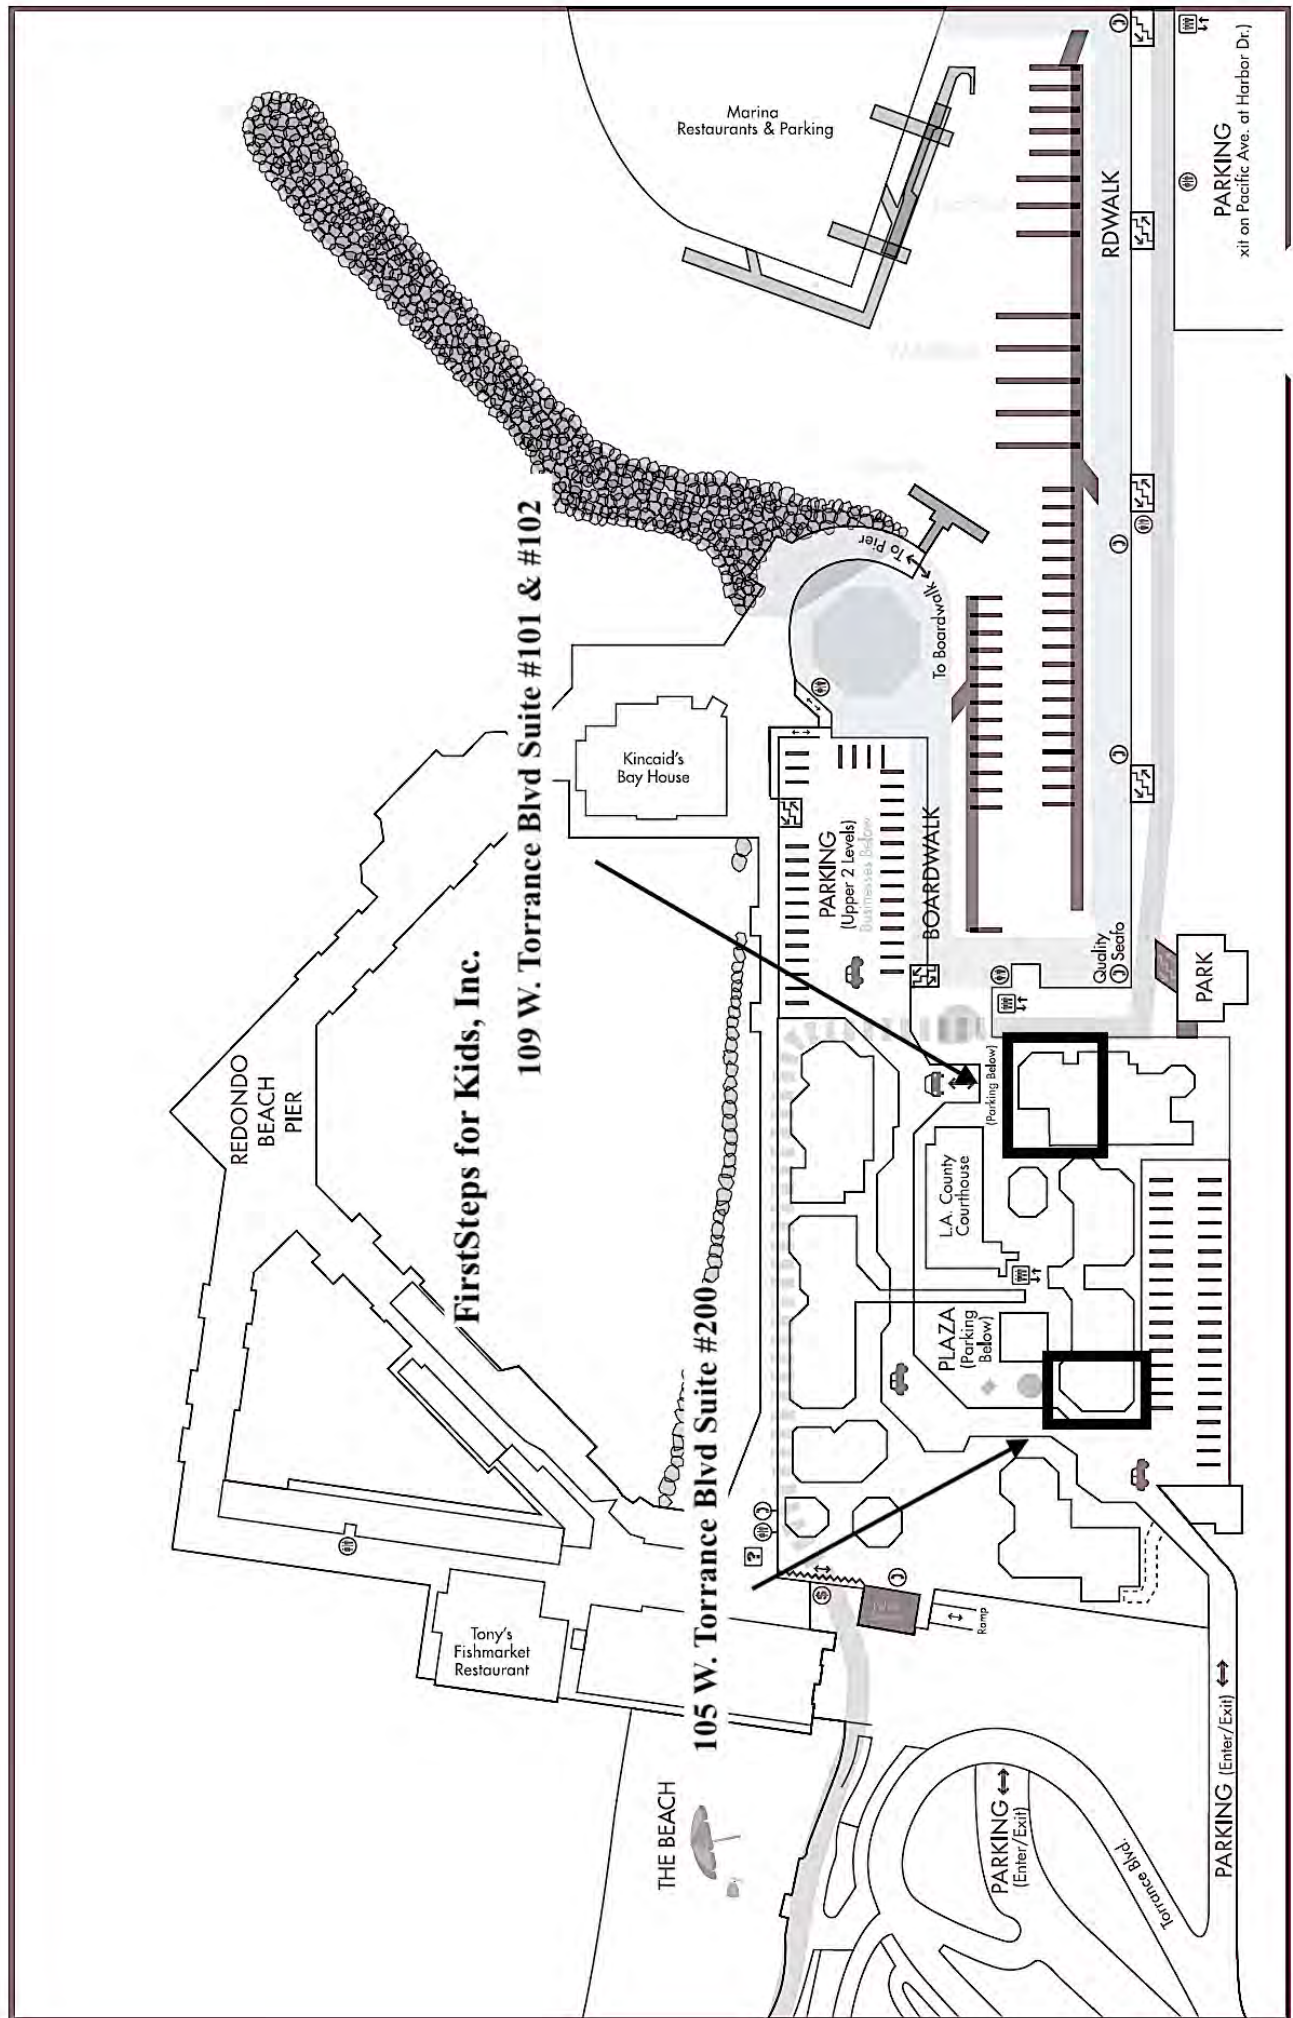 Marina
Restaurants & Parking
PARKING
xit on Pacific Ave. at Harbor Dr.)
RDWALK
To Pier
To Boardwalk
109 W. Torrance Blvd Suite #101 & #102
Kincaid's
Bay House
PARKING
(Upper 2 Levels)
Businesses Below
BOARDWALK
Quality
Seafo
PARK
REDONDO
BEACH
PIER
FirstSteps for Kids, Inc.
(Parking Below)
L.A. County
Courthouse
PLAZA
(Parking
Below)
105 W. Torrance Blvd Suite #200
?
$
Ramp
Tony's
Fishmarket
Restaurant
THE BEACH
PARKING
(Enter/Exit)
Torrance Blvd.
PARKING (Enter/Exit)